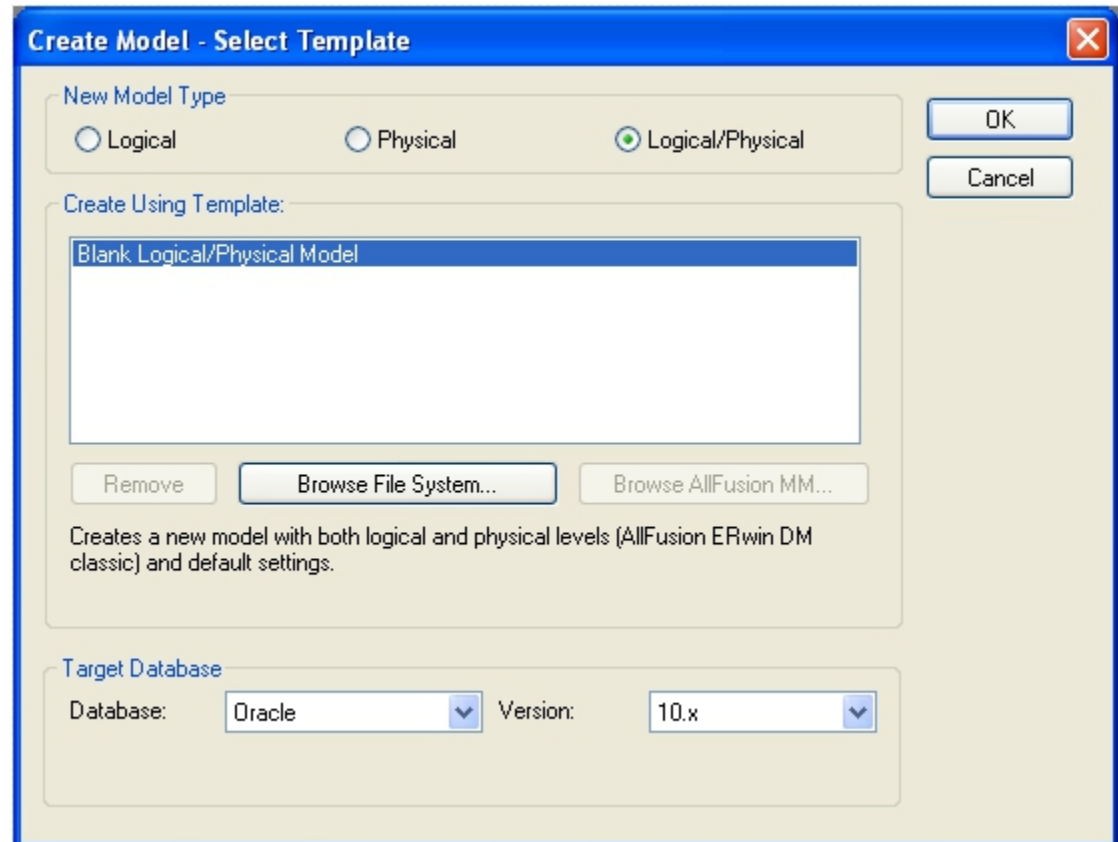 Create Model - Select Template
New Model Type
Logical
Physical
Logical/Physical
OK
Cancel
Create Using Template:
Blank Logical/Physical Model
Remove
Browse File System...
Browse AllFusion MM...
Creates a new model with both logical and physical levels (AllFusion ERwin DM
classic) and default settings.
Target Database
Database:
Oracle
Version:
10.x